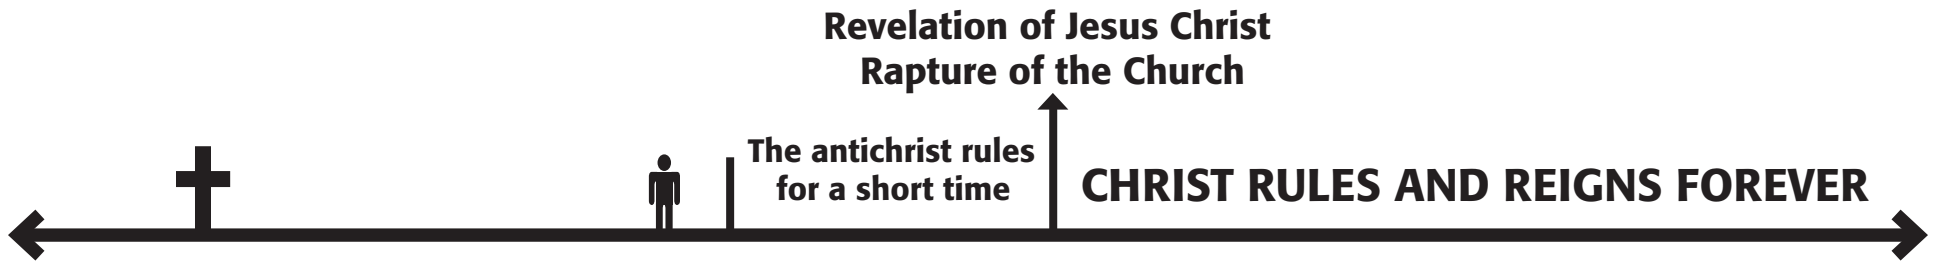 Revelation of Jesus Christ
Rapture of the Church
The antichrist rules
for a short time
CHRIST RULES AND REIGNS FOREVER